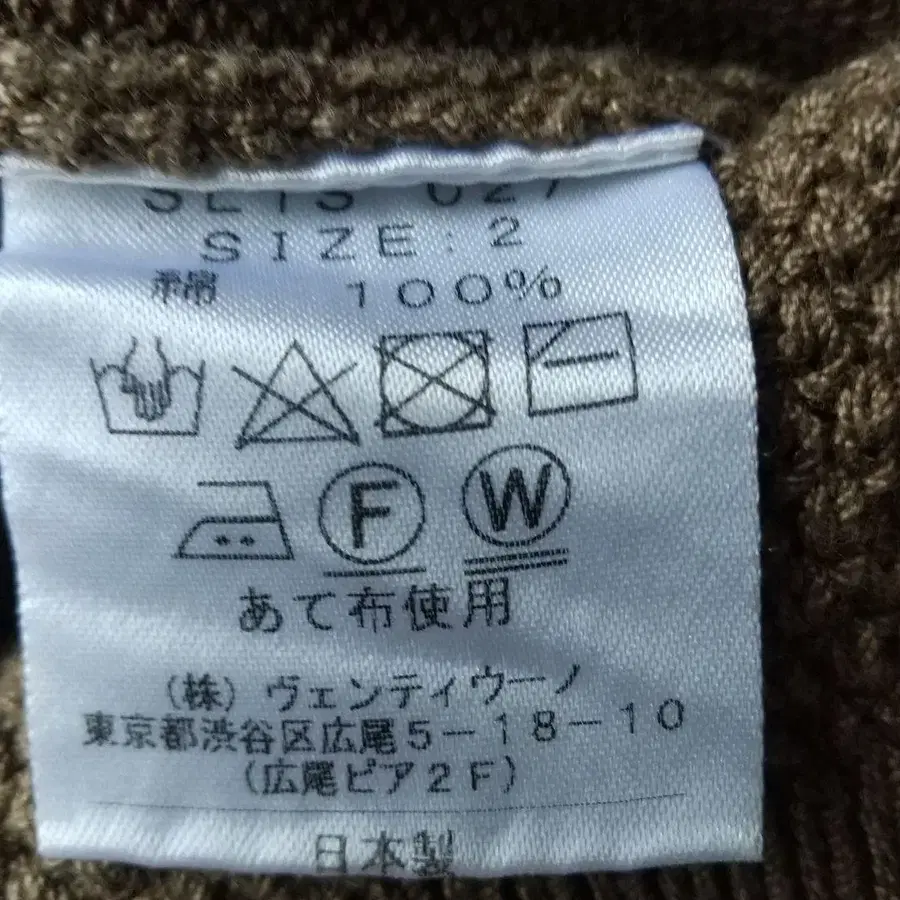 SIZE:2
100%
F W
あて布使用
(株)ヴェンティウーノ
東京都渋谷区広尾5-18-10
(広尾ピア2F)
日本製